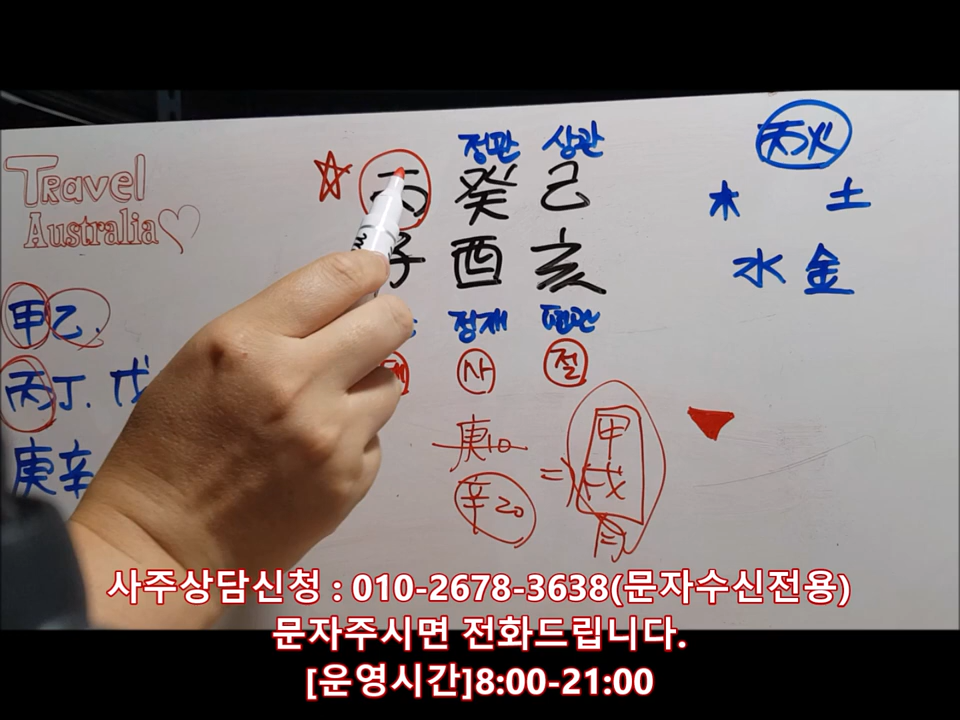 Travel
Australia
정관 상관
丙 癸 己
子 酉 亥
정재 편관
사 절
丙火
木 土
水 金
甲乙.
丙丁. 戊
庚辛
庚10
辛20
=
甲
戌
月
사주상담신청 : 010-2678-3638(문자수신전용)
문자주시면 전화드립니다.
[운영시간]8:00-21:00